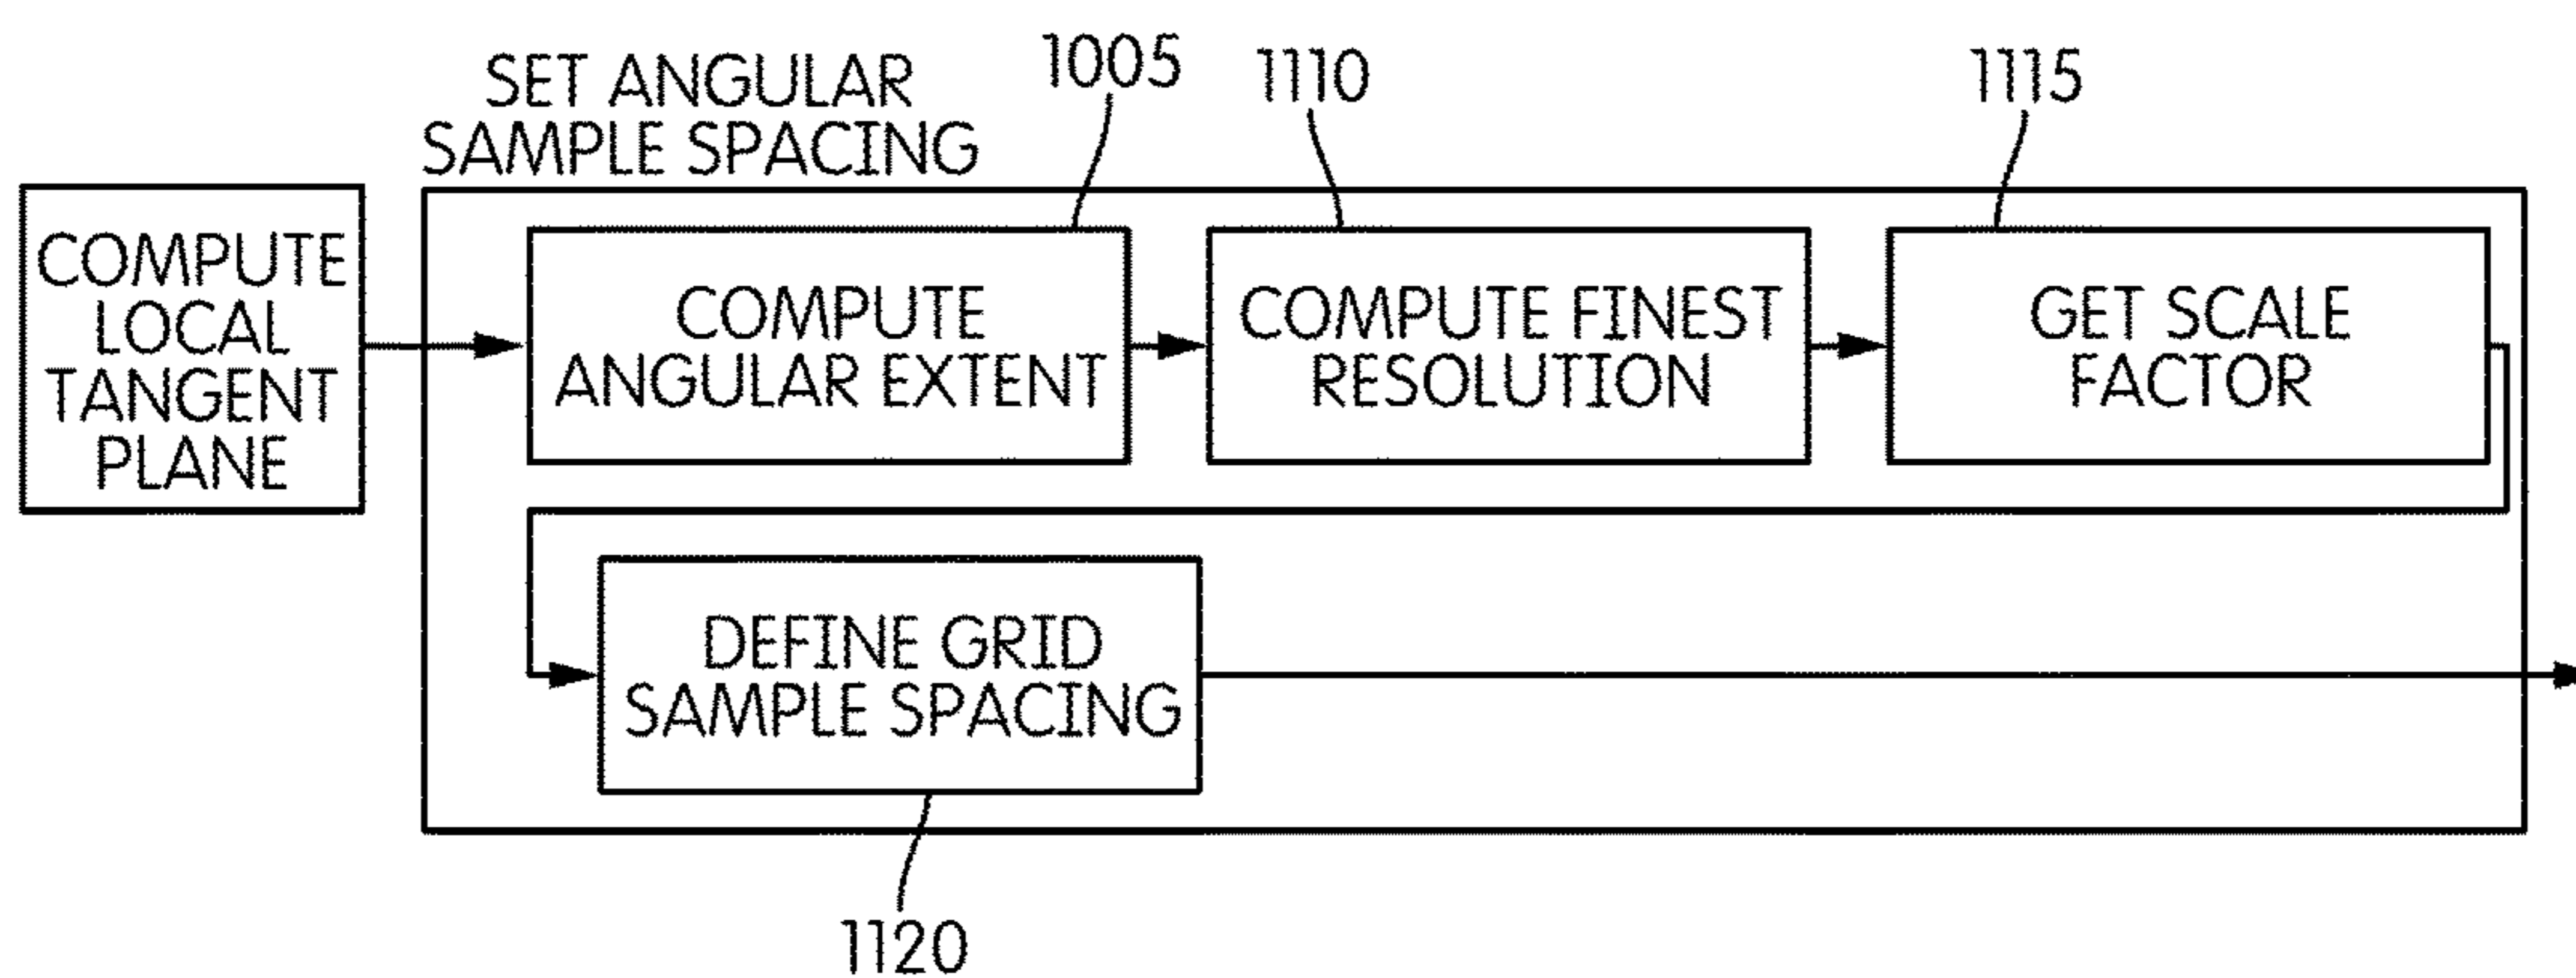 SET ANGULAR
SAMPLE SPACING
1005
1110
1115
COMPUTE
LOCAL
TANGENT
PLANE
COMPUTE
ANGULAR EXTENT
COMPUTE FINEST
RESOLUTION
GET SCALE
FACTOR
DEFINE GRID
SAMPLE SPACING
1120